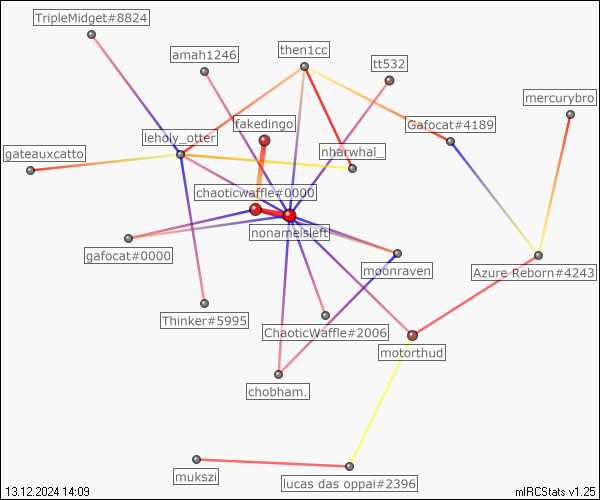 TripleMidget#8824
amah1246
then1cc
tt532
mercurybro
fakedingo
Gafocat#4189
leholy_otter
gateauxcatto
nharwhal_
chaoticwaffle#0000
nonameisleft
gafocat#0000
moonraven
Azure Reborn#4243
Thinker#5995
ChaoticWaffle#2006
motorthud
chobham.
mukszi
lucas das oppai#2396
13.12.2024 14:09
mIRCStats v1.25